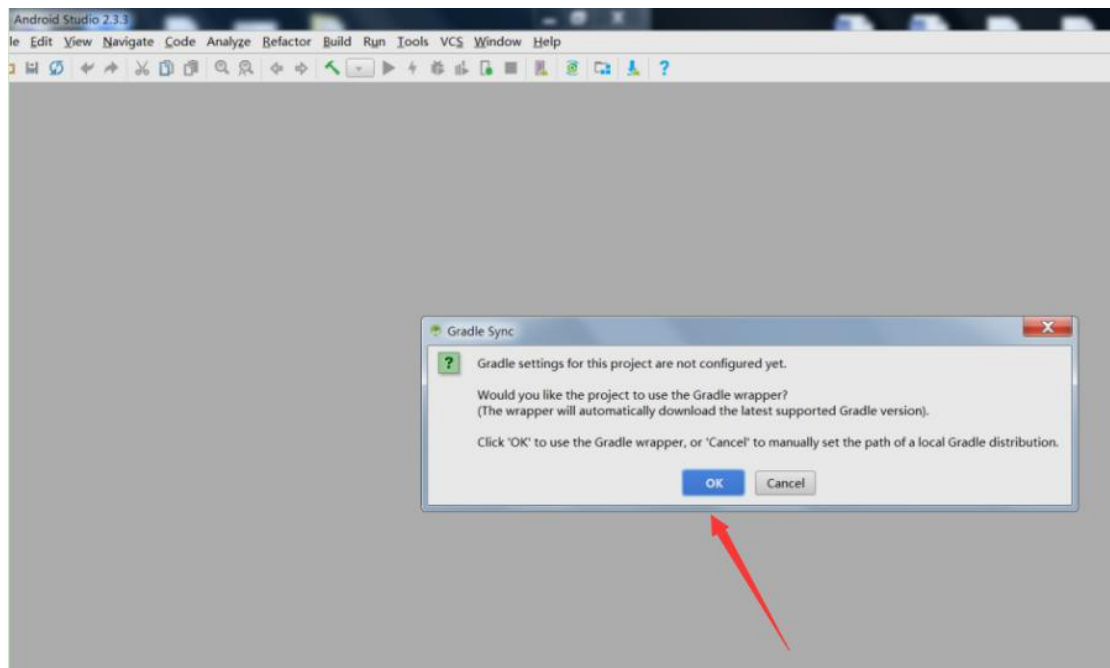 Android Studio 2.3.3
le Edit View Navigate Code Analyze Refactor Build Run Tools VCS Window Help
?
Gradle Sync
X
? Gradle settings for this project are not configured yet.
Would you like the project to use the Gradle wrapper?
(The wrapper will automatically download the latest supported Gradle version).
Click 'OK' to use the Gradle wrapper, or 'Cancel' to manually set the path of a local Gradle distribution.
OK Cancel